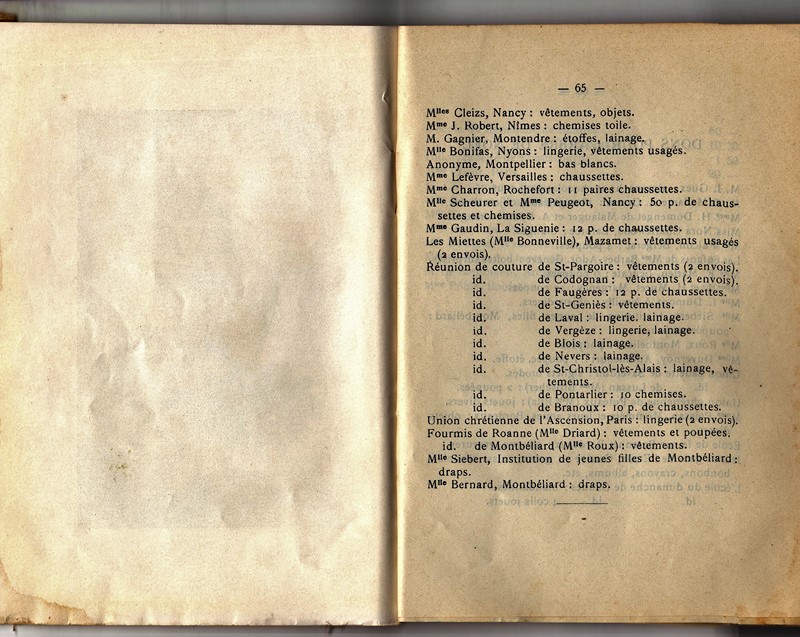 — 65 —
Mlles Cleizs, Nancy : vêtements, objets.
Mme J. Robert, Nîmes : chemises toile.
M. Gagnier, Montendre : étoffes, lainage.
Mlle Bonifas, Nyons : lingerie, vêtements usagés.
Anonyme, Montpellier : bas blancs.
Mme Lefèvre, Versailles : chaussettes.
Mme Charron, Rochefort : 11 paires chaussettes.
Mlle Scheurer et Mme Peugeot, Nancy : 50 p. de chaus-
settes et chemises.
Mme Gaudin, La Siguenie : 12 p. de chaussettes.
Les Miettes (Mlle Bonneville), Mazamet : vêtements usagés
(2 envois).
Réunion de couture de St-Pargoire : vêtements (2 envois).
id. de Codognan : vêtements (2 envois).
id. de Faugères : 12 p. de chaussettes.
id. de St-Geniès : vêtements.
id. de Laval : lingerie. lainage.
id. de Vergèze : lingerie, lainage.
id. de Blois : lainage.
id. de Nevers : lainage.
id. de St-Christol-lès-Alais : lainage, vê-
tements.
id. de Pontarlier : 10 chemises.
id. de Branoux : 10 p. de chaussettes.
Union chrétienne de l'Ascension, Paris : lingerie (2 envois).
Fourmis de Roanne (Mlle Driard) : vêtements et poupées.
id. de Montbéliard (Mlle Roux) : vêtements.
Mlle Siebert, Institution de jeunes filles de Montbéliard :
draps.
Mlle Bernard, Montbéliard : draps.